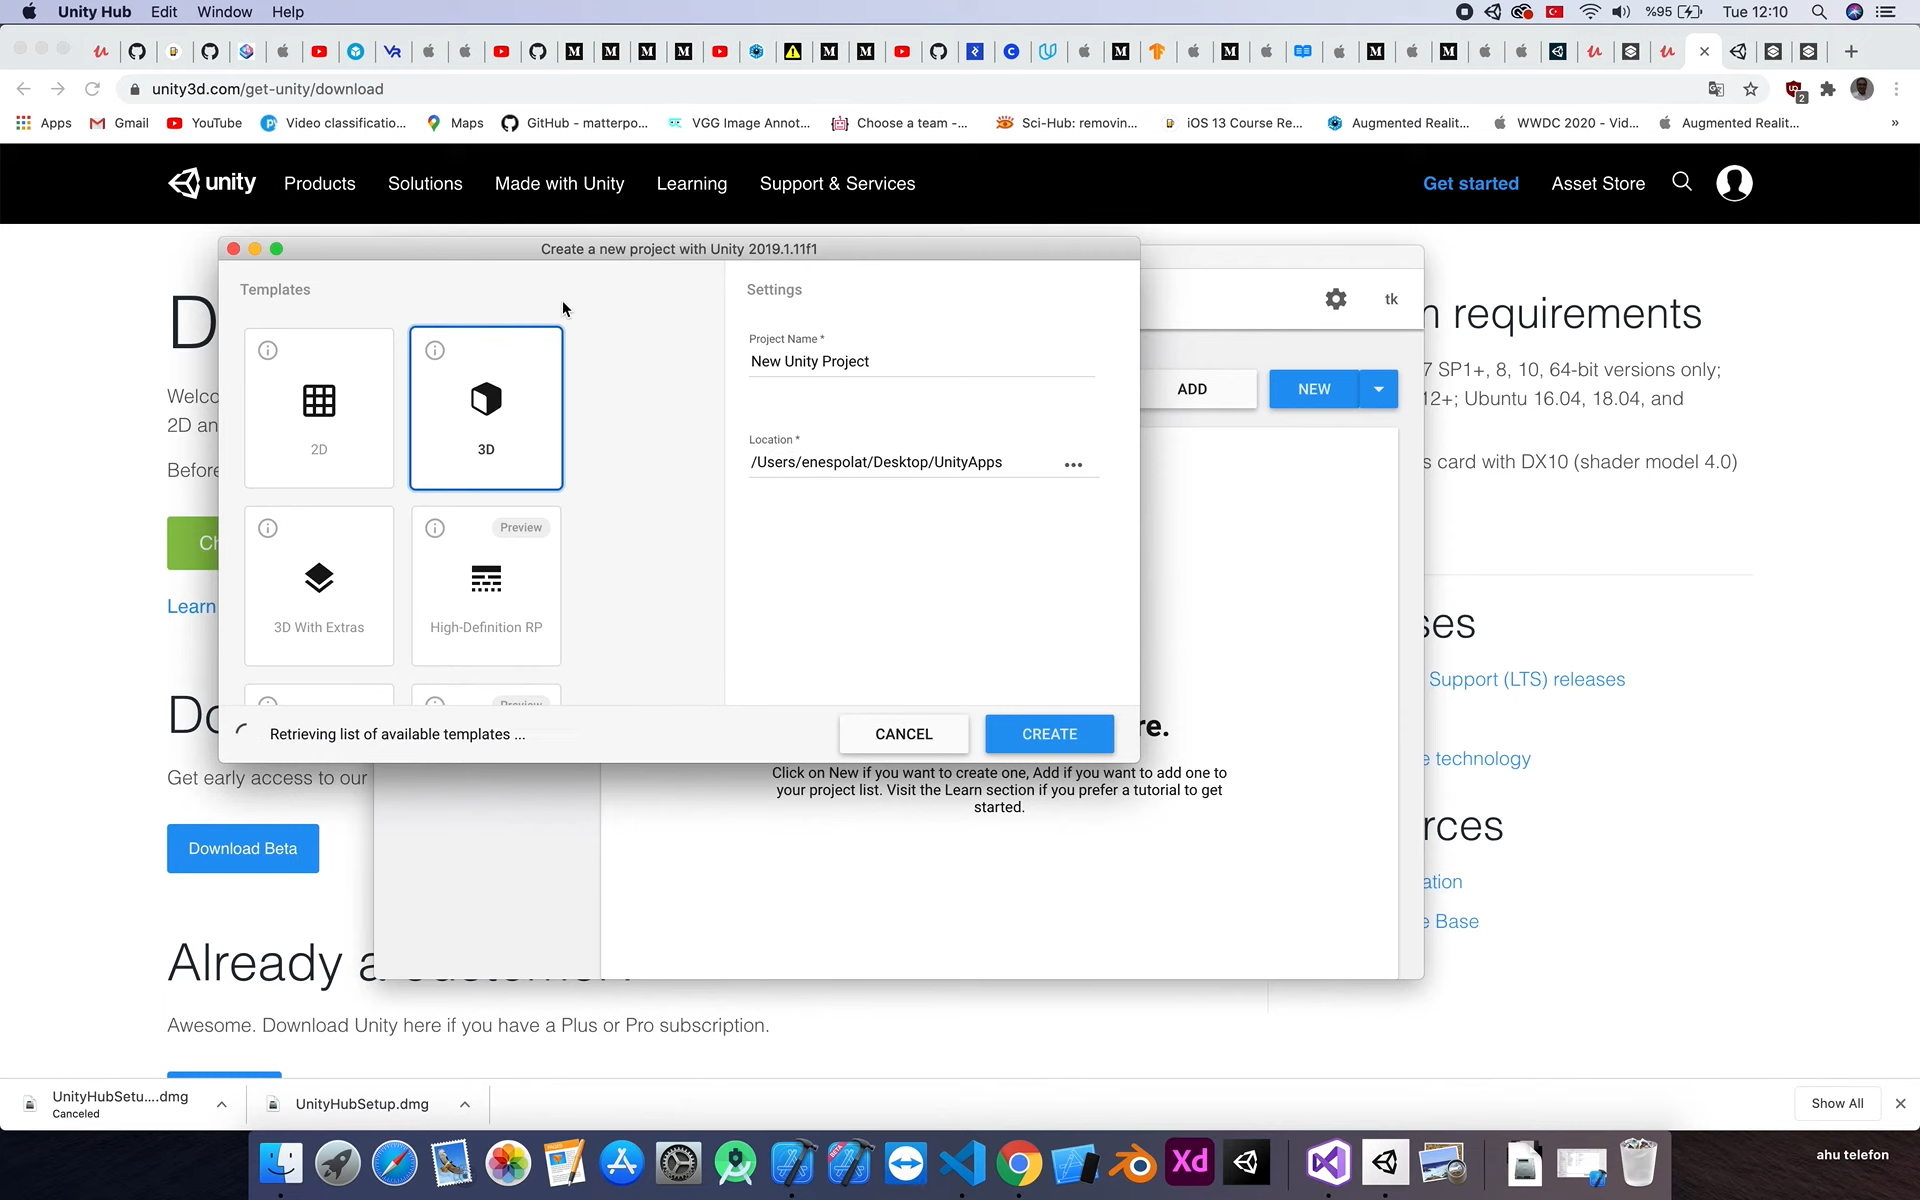 Unity Hub Edit Window Help
%95 Tue 12:10
unity3d.com/get-unity/download
2
Apps Gmail YouTube Video classificatio... Maps GitHub - matterpo... VGG Image Annot... Choose a team -... Sci-Hub: removin... iOS 13 Course Re... Augmented Realit... WWDC 2020 - Vid... Augmented Realit... »
unity Products Solutions Made with Unity Learning Support & Services Get started Asset Store
Create a new project with Unity 2019.1.11f1
Templates
Settings
2D
3D
3D With Extras
Preview
High-Definition RP
Preview
Project Name *
New Unity Project
Location *
/Users/enespolat/Desktop/UnityApps
Retrieving list of available templates ...
CANCEL
CREATE
tk
ADD
NEW
re.
Click on New if you want to create one, Add if you want to add one to
your project list. Visit the Learn section if you prefer a tutorial to get
started.
D
Welco
2D an
Before
Ch
Learn
Do
Get early access to our
Download Beta
Already a customer?
Awesome. Download Unity here if you have a Plus or Pro subscription.
n requirements
7 SP1+, 8, 10, 64-bit versions only;
12+; Ubuntu 16.04, 18.04, and
s card with DX10 (shader model 4.0)
ses
Support (LTS) releases
e technology
rces
ation
e Base
UnityHubSetu....dmg
Canceled
UnityHubSetup.dmg
Show All
Xd
ahu telefon